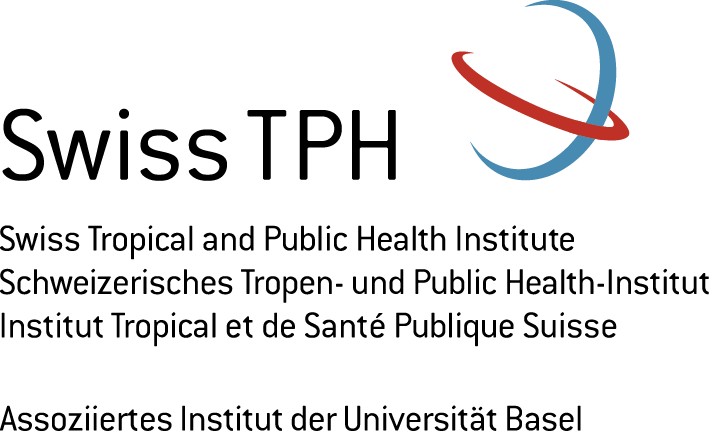 Swiss TPH
Swiss Tropical and Public Health Institute
Schweizerisches Tropen- und Public Health-Institut
Institut Tropical et de Santé Publique Suisse
Assoziiertes Institut der Universität Basel